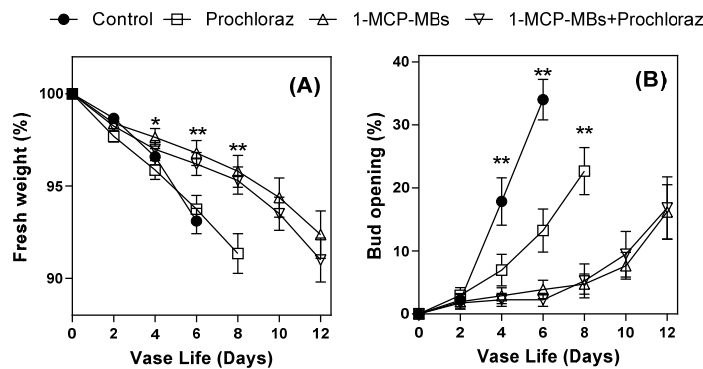 Control Prochloraz 1-MCP-MBs 1-MCP-MBs+Prochloraz
(A)
100
95
90
Fresh weight (%)
* ** **
0 2 4 6 8 10 12
Vase Life (Days)
(B)
40
30
20
10
0
Bud opening (%)
** ** **
0 2 4 6 8 10 12
Vase Life (Days)